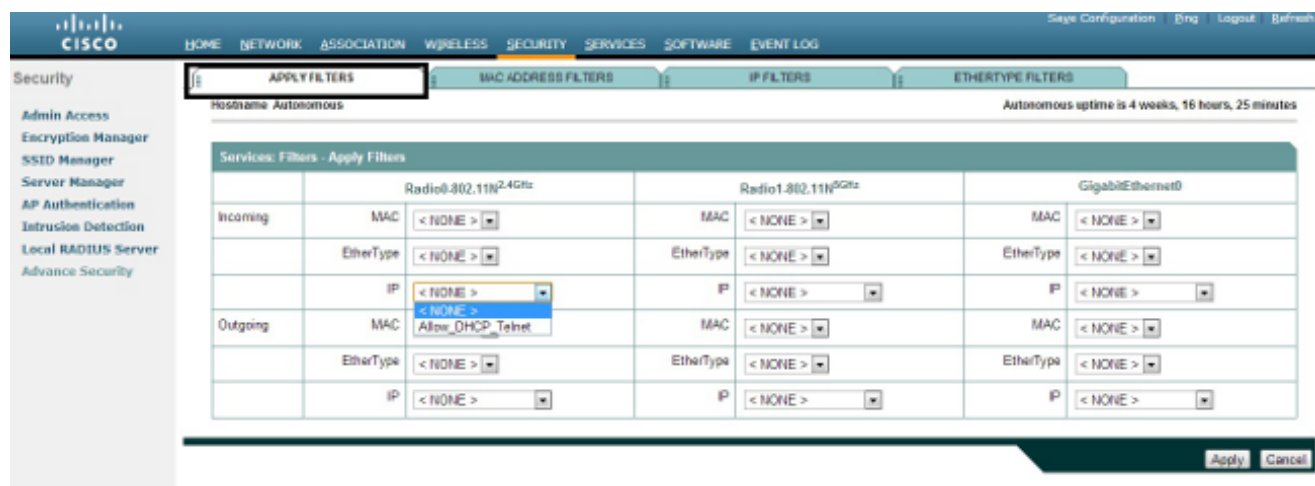 Save Configuration Ping Logout Refresh
CISCO
HOME NETWORK ASSOCIATION WIRELESS SECURITY SERVICES SOFTWARE EVENT LOG
Security
APPLY FILTERS MAC ADDRESS FILTERS IP FILTERS ETHERTYPE FILTERS
Hostname Autonomous Autonomous uptime is 4 weeks, 16 hours, 25 minutes
Admin Access
Encryption Manager
SSID Manager
Server Manager
AP Authentication
Intrusion Detection
Local RADIUS Server
Advance Security
Services: Filters - Apply Filters
Radio0-802.11N2.4GHz Radio1-802.11N5GHz GigabitEthernet0
Incoming MAC < NONE > MAC < NONE > MAC < NONE >
EtherType < NONE > EtherType < NONE > EtherType < NONE >
IP < NONE > IP < NONE > IP < NONE >
< NONE >
Outgoing MAC Allow_DHCP_Telnet MAC < NONE > MAC < NONE >
EtherType < NONE > EtherType < NONE > EtherType < NONE >
IP < NONE > IP < NONE > IP < NONE >
Apply Cancel